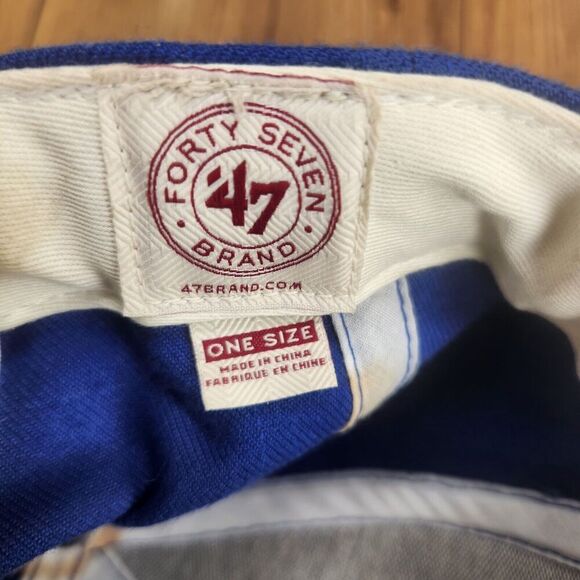 FORTY SEVEN
'47
· BRAND ·
47BRAND.COM
ONE SIZE
MADE IN CHINA
FABRIQUE EN CHINE